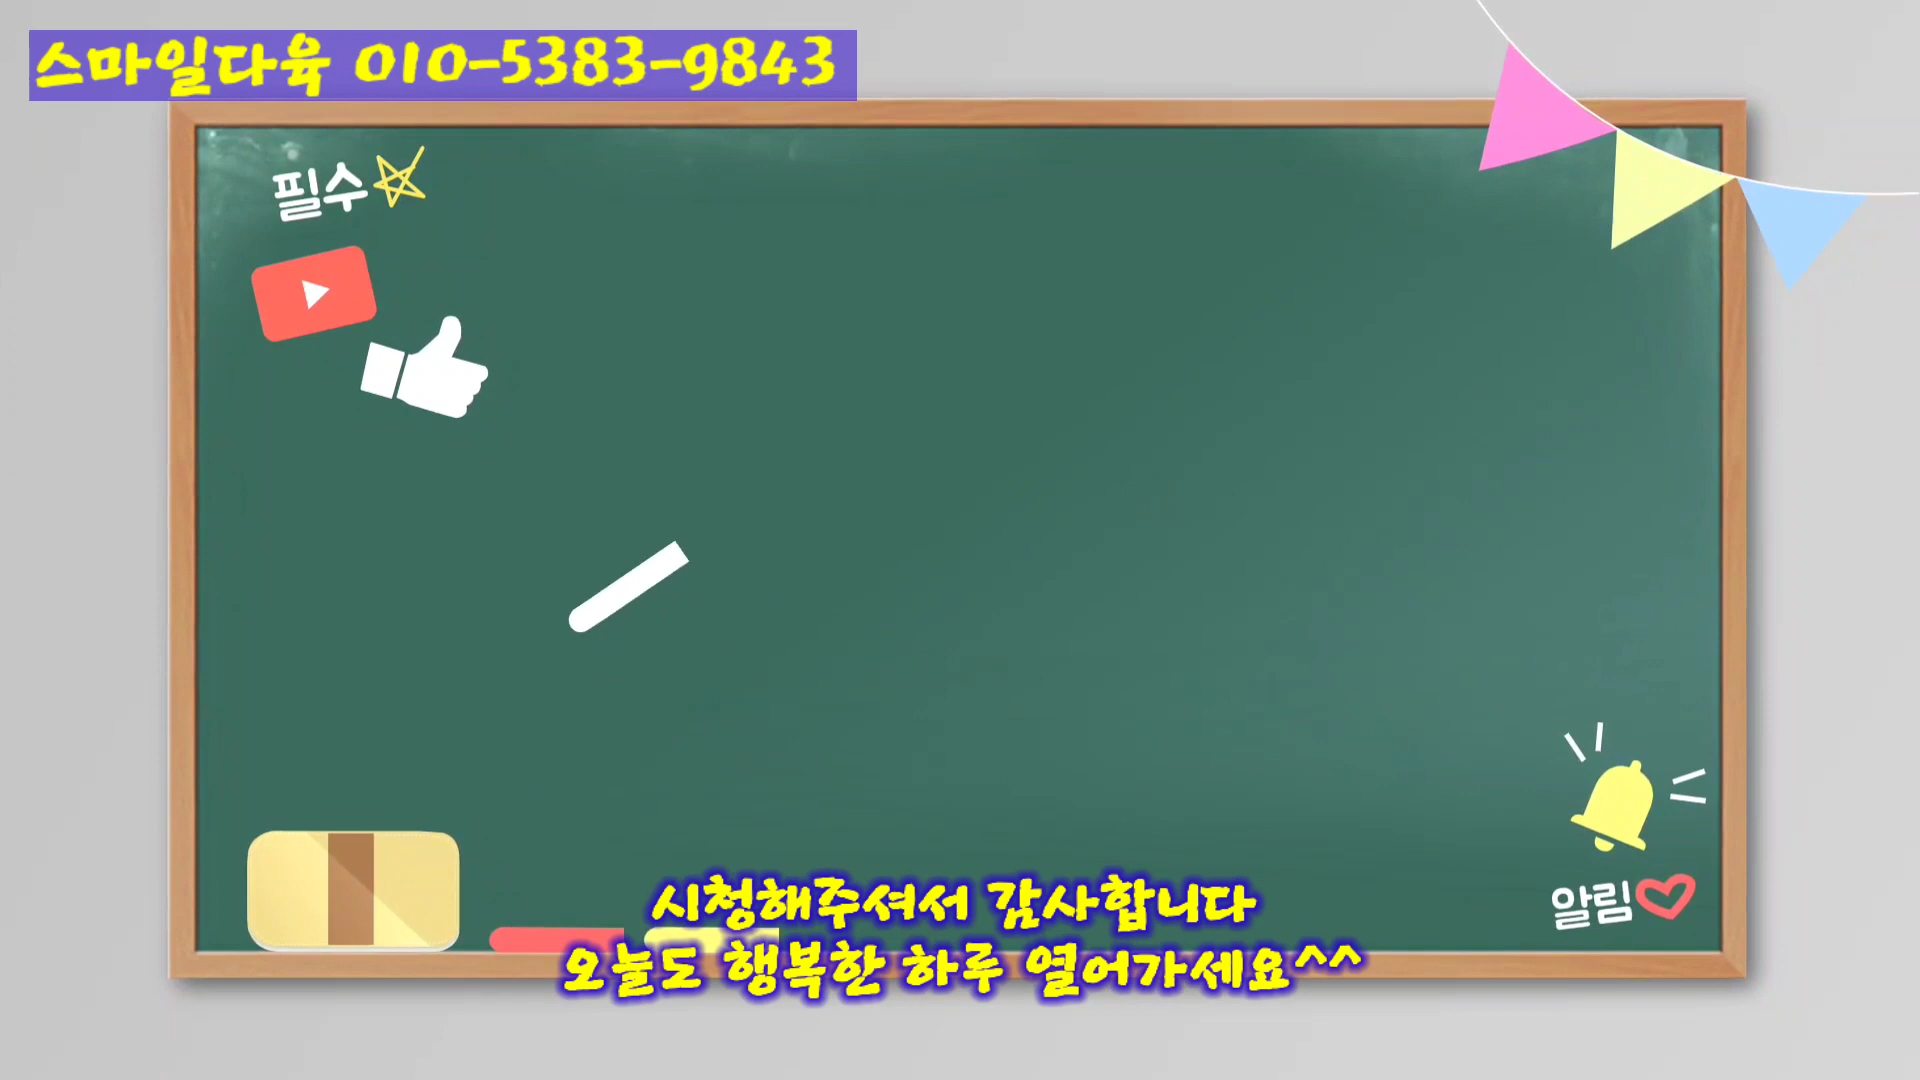 스마일다육 010-5383-9843
필수
알림
시청해주셔서 감사합니다
오늘도 행복한 하루 열어가세요^^